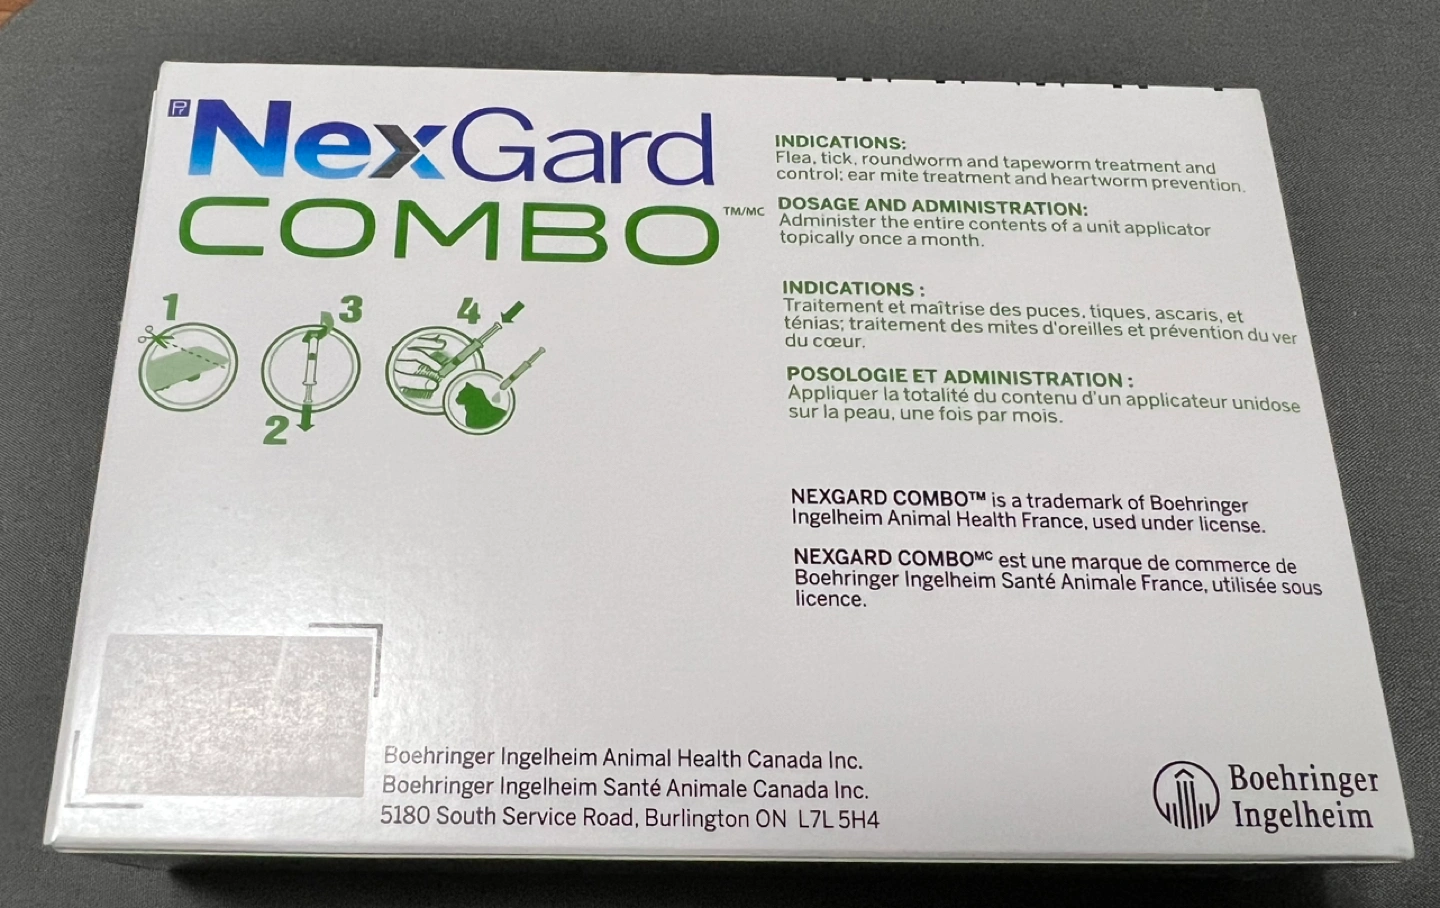 Pr NexGard
COMBO TM/MC
1
3
4
2
INDICATIONS:
Flea, tick, roundworm and tapeworm treatment and
control; ear mite treatment and heartworm prevention.
DOSAGE AND ADMINISTRATION:
Administer the entire contents of a unit applicator
topically once a month.
INDICATIONS :
Traitement et maîtrise des puces, tiques, ascaris, et
ténias; traitement des mites d'oreilles et prévention du ver
du cœur.
POSOLOGIE ET ADMINISTRATION :
Appliquer la totalité du contenu d'un applicateur unidose
sur la peau, une fois par mois.
NEXGARD COMBO™ is a trademark of Boehringer
Ingelheim Animal Health France, used under license.
NEXGARD COMBOᴹᶜ est une marque de commerce de
Boehringer Ingelheim Santé Animale France, utilisée sous
licence.
Boehringer Ingelheim Animal Health Canada Inc.
Boehringer Ingelheim Santé Animale Canada Inc.
5180 South Service Road, Burlington ON L7L 5H4
Boehringer
Ingelheim